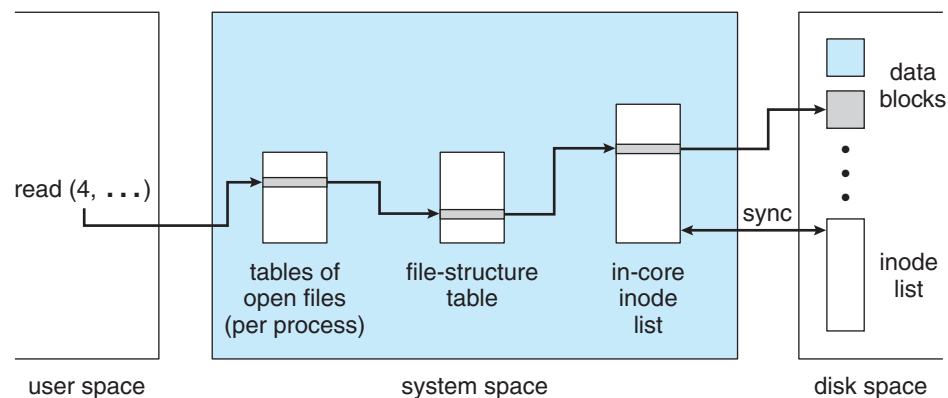 data
blocks
read (4, ...)
sync
tables of
open files
(per process)
file-structure
table
in-core
inode
list
inode
list
user space
system space
disk space